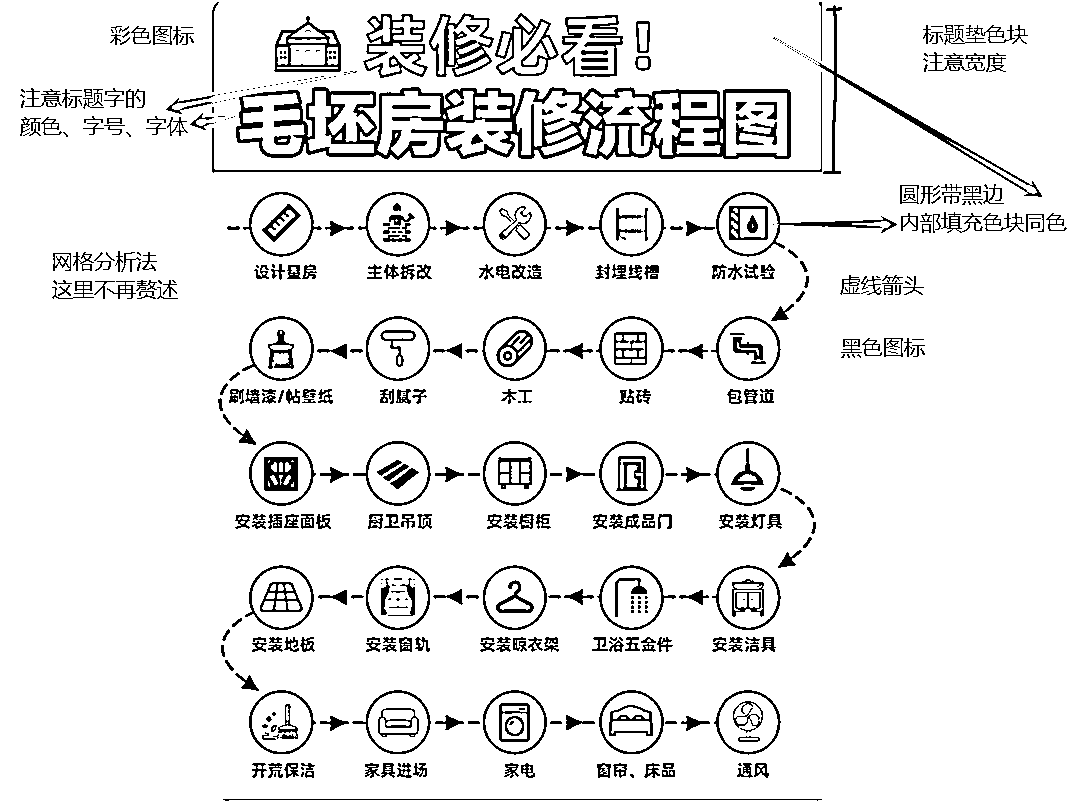 彩色图标
装修必看!
标题垫色块
注意宽度
注意标题字的
颜色、字号、字体
毛坯房装修流程图
圆形带黑边
内部填充色块同色
网格分析法
这里不再赘述
设计量房
主体拆改
水电改造
封埋线槽
防水试验
虚线箭头
黑色图标
刷墙漆/帖壁纸
刮腻子
木工
贴砖
包管道
安装插座面板
厨卫吊顶
安装橱柜
安装成品门
安装灯具
安装地板
安装窗轨
安装晾衣架
卫浴五金件
安装洁具
开荒保洁
家具进场
家电
窗帘、床品
通风